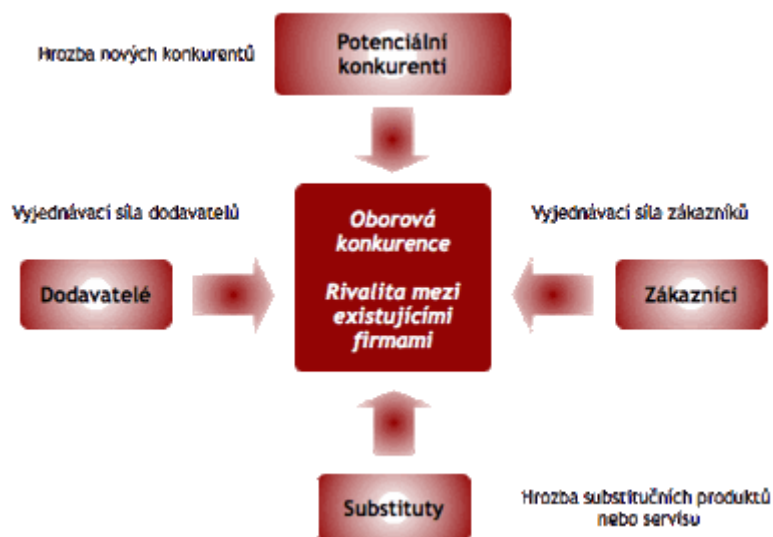 Hrozba nových konkurentů
Potenciální
konkurenti
Vyjednávací síla dodavatelů
Vyjednávací síla zákazníků
Oborová
konkurence
Rivalita mezi
existujícími
firmami
Dodavatelé
Zákazníci
Substituty
Hrozba substitučních produktů
nebo servisu